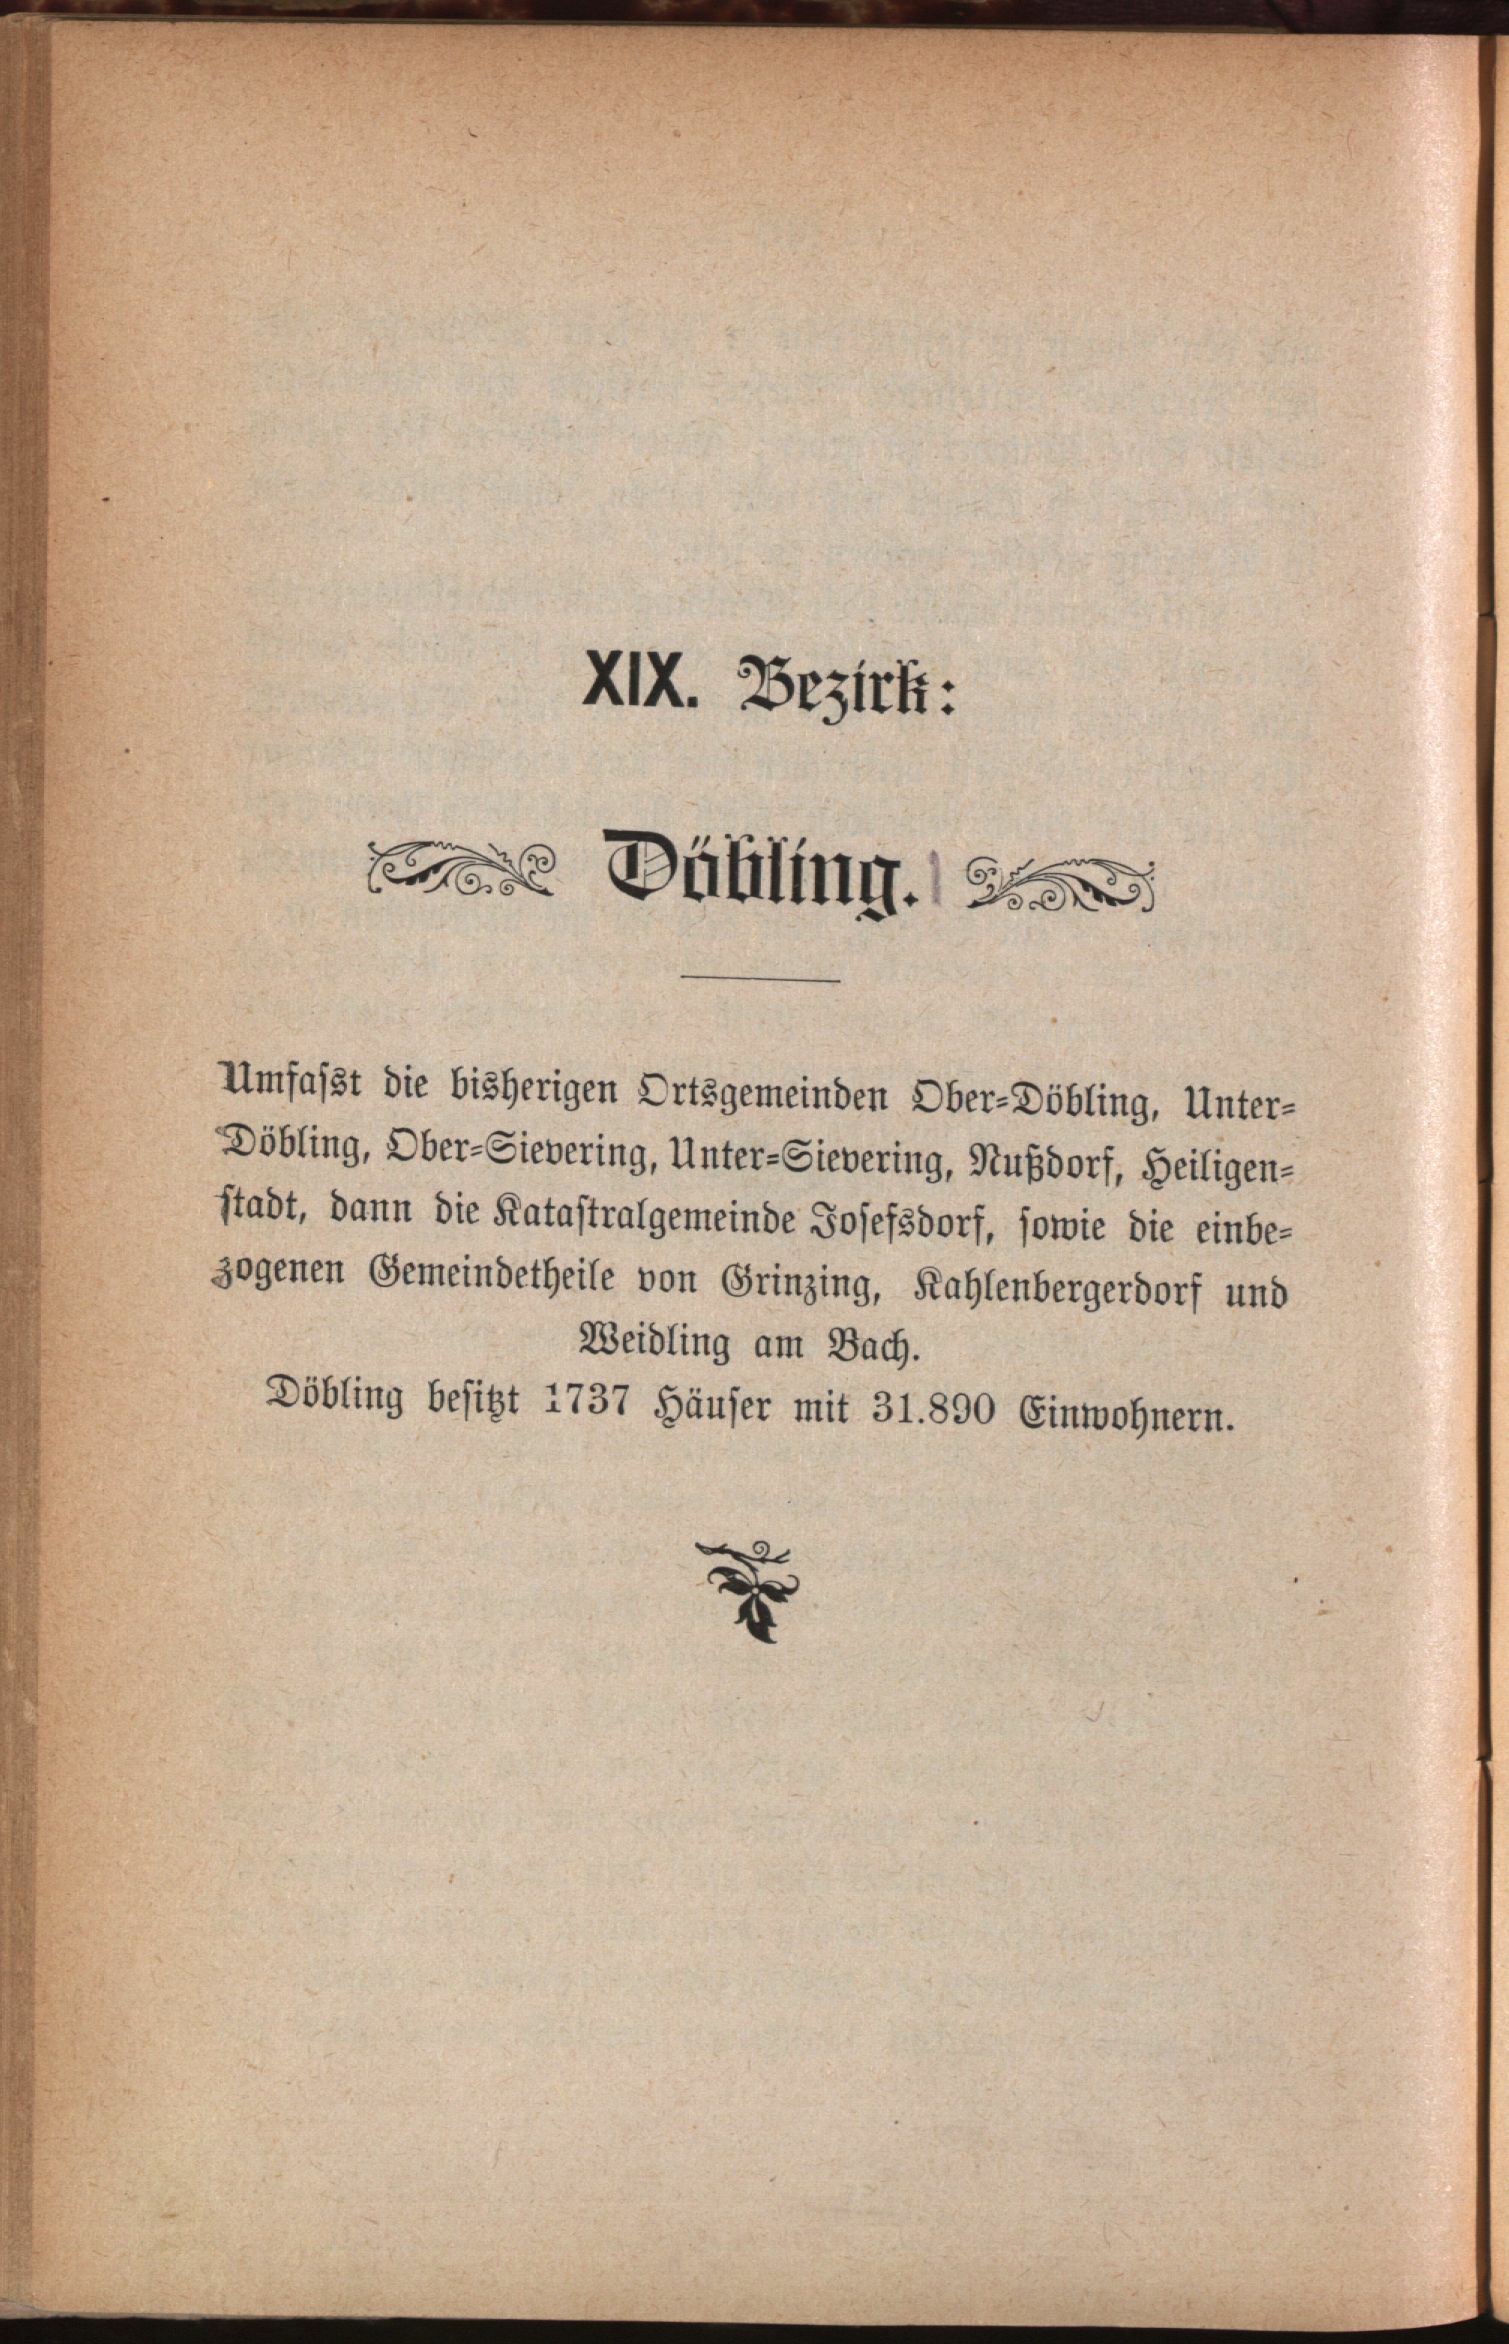 XIX. Bezirk:
Döbling.
Umfasst die bisherigen Ortsgemeinden Ober-Döbling, Unter-
Döbling, Ober-Sievering, Unter-Sievering, Nußdorf, Heiligen-
stadt, dann die Katastralgemeinde Josefsdorf, sowie die einbe-
zogenen Gemeindetheile von Grinzing, Kahlenbergerdorf und
Weidling am Bach.
Döbling besitzt 1737 Häuser mit 31.890 Einwohnern.